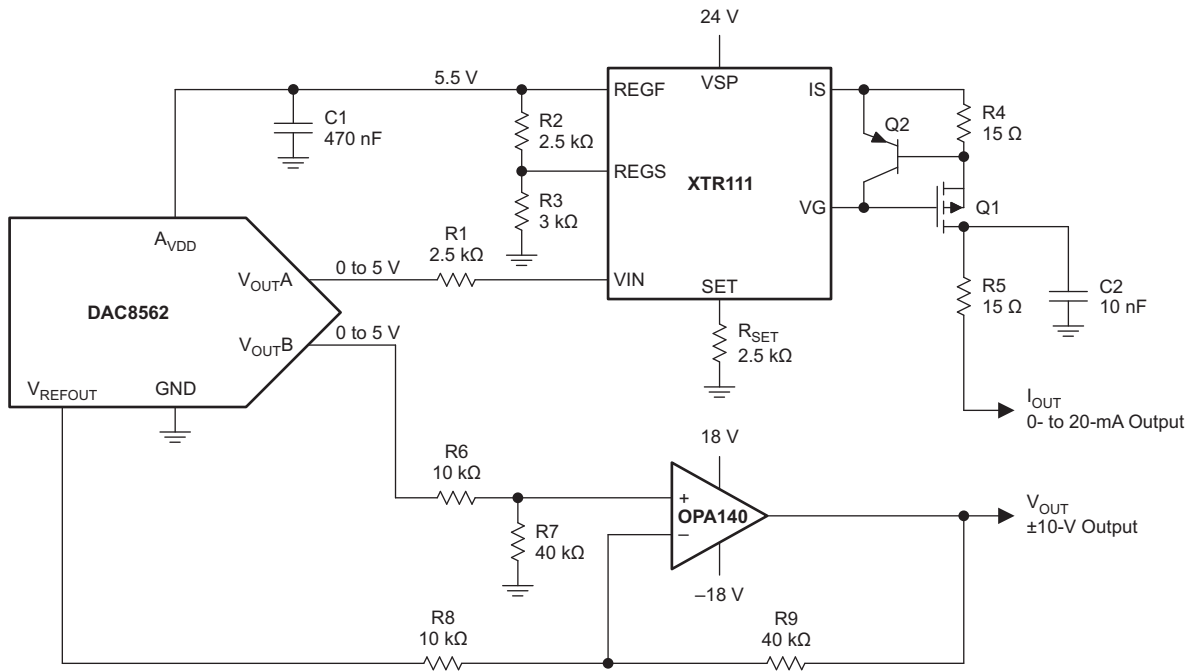 24 V
5.5 V
REGF
VSP
IS
C1
470 nF
R2
2.5 kΩ
Q2
R4
15 Ω
REGS
XTR111
R3
3 kΩ
VG
Q1
AVDD
R1
2.5 kΩ
VOUTA
0 to 5 V
VIN
SET
R5
15 Ω
C2
10 nF
DAC8562
VOUTB
0 to 5 V
RSET
2.5 kΩ
VREFOUT
GND
IOUT
0- to 20-mA Output
R6
10 kΩ
18 V
+
OPA140
–
R7
40 kΩ
VOUT
±10-V Output
–18 V
R8
10 kΩ
R9
40 kΩ